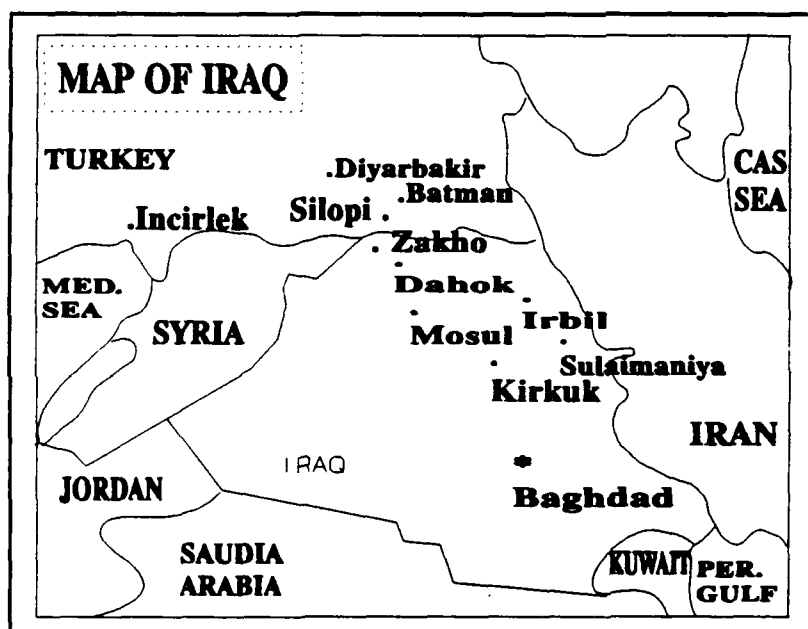 MAP OF IRAQ
TURKEY
CAS
SEA
.Diyarbakir
.Batman
Silopi .
.Incirlek
. Zakho
Dahok
MED.
SEA
Irbil
SYRIA
Mosul
Sulaimaniya
Kirkuk
IRAN
IRAQ
*
Baghdad
JORDAN
SAUDIA
ARABIA
KUWAIT
PER.
GULF